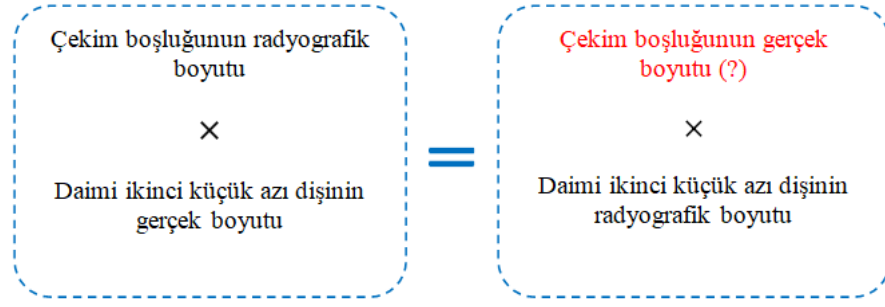 Çekim boşluğunun radyografik
boyutu
×
Daimi ikinci küçük azı dişinin
gerçek boyutu
=
Çekim boşluğunun gerçek
boyutu (?)
×
Daimi ikinci küçük azı dişinin
radyografik boyutu